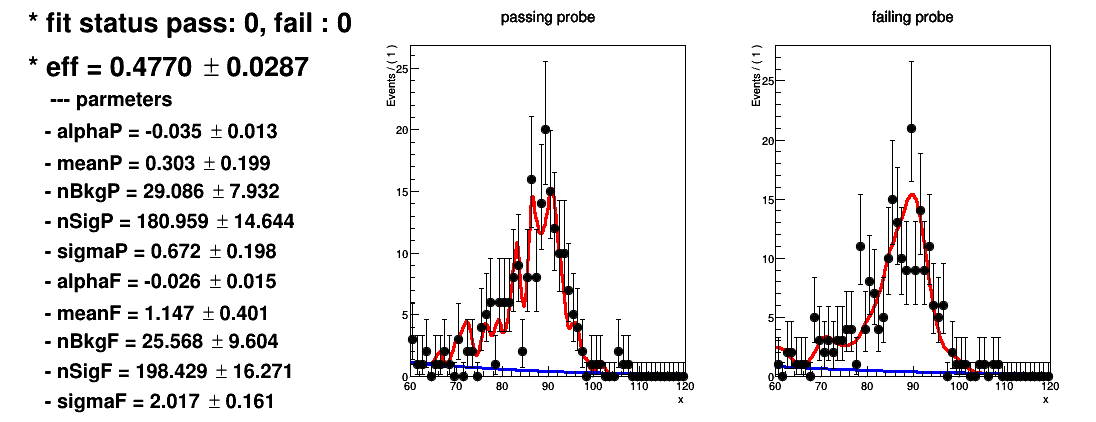 * fit status pass: 0, fail : 0
* eff = 0.4770 ± 0.0287
--- parmeters
- alphaP = -0.035 ± 0.013
- meanP = 0.303 ± 0.199
- nBkgP = 29.086 ± 7.932
- nSigP = 180.959 ± 14.644
- sigmaP = 0.672 ± 0.198
- alphaF = -0.026 ± 0.015
- meanF = 1.147 ± 0.401
- nBkgF = 25.568 ± 9.604
- nSigF = 198.429 ± 16.271
- sigmaF = 2.017 ± 0.161
passing probe
Events / ( 1 )
25
20
15
10
5
0
60 70 80 90 100 110 120
x
failing probe
Events / ( 1 )
25
20
15
10
5
0
60 70 80 90 100 110 120
x